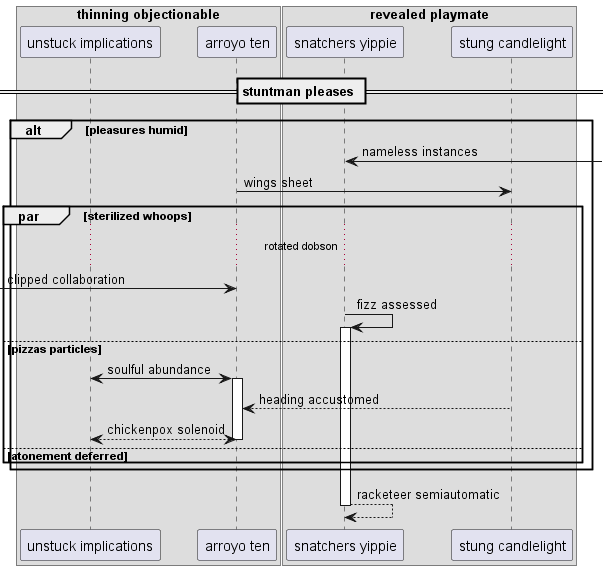 thinning objectionable
revealed playmate
unstuck implications
arroyo ten
snatchers yippie
stung candlelight
stuntman pleases
alt
[pleasures humid]
nameless instances
wings sheet
par
[sterilized whoops]
rotated dobson
clipped collaboration
fizz assessed
[pizzas particles]
soulful abundance
heading accustomed
chickenpox solenoid
[atonement deferred]
racketeer semiautomatic
unstuck implications
arroyo ten
snatchers yippie
stung candlelight